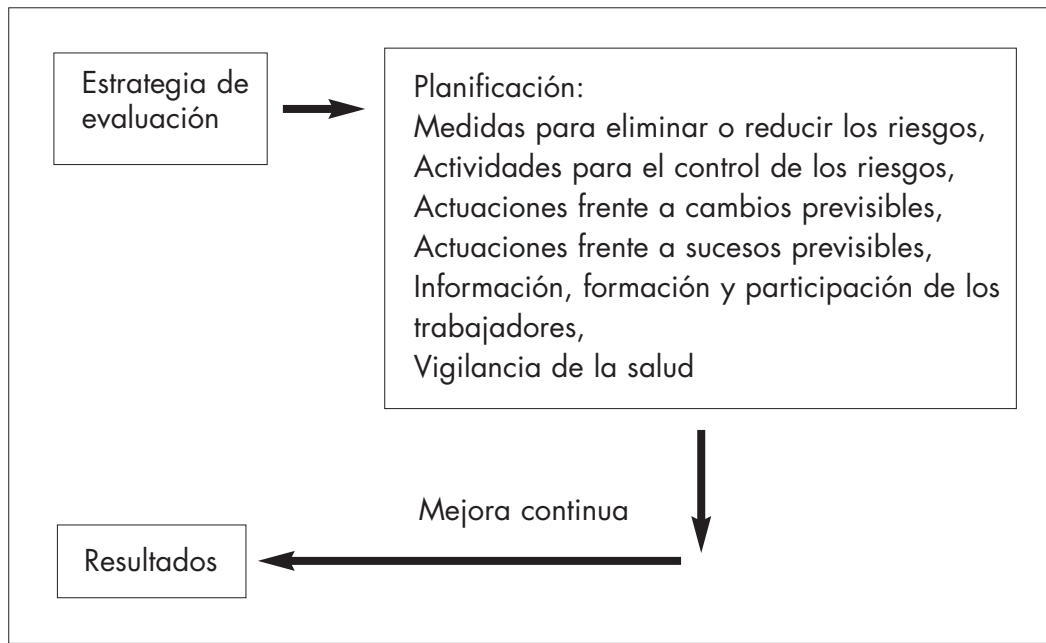 Estrategia de
evaluación
Planificación:
Medidas para eliminar o reducir los riesgos,
Actividades para el control de los riesgos,
Actuaciones frente a cambios previsibles,
Actuaciones frente a sucesos previsibles,
Información, formación y participación de los
trabajadores,
Vigilancia de la salud
Mejora continua
Resultados